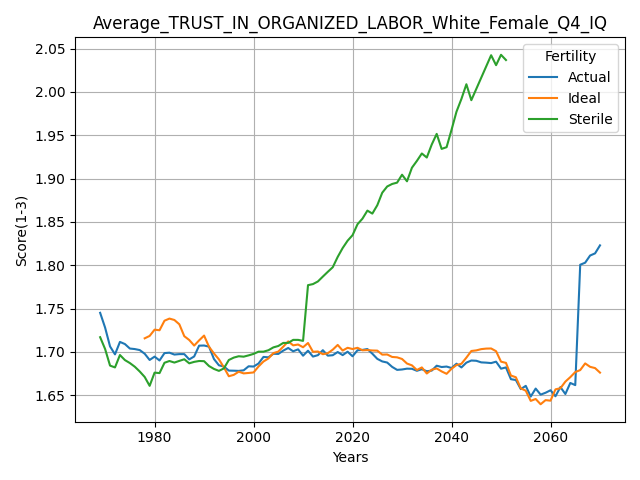 Average_TRUST_IN_ORGANIZED_LABOR_White_Female_Q4_IQ
Fertility
Actual
Ideal
Sterile
Score(1-3)
2.05
2.00
1.95
1.90
1.85
1.80
1.75
1.70
1.65
1980
2000
2020
2040
2060
Years